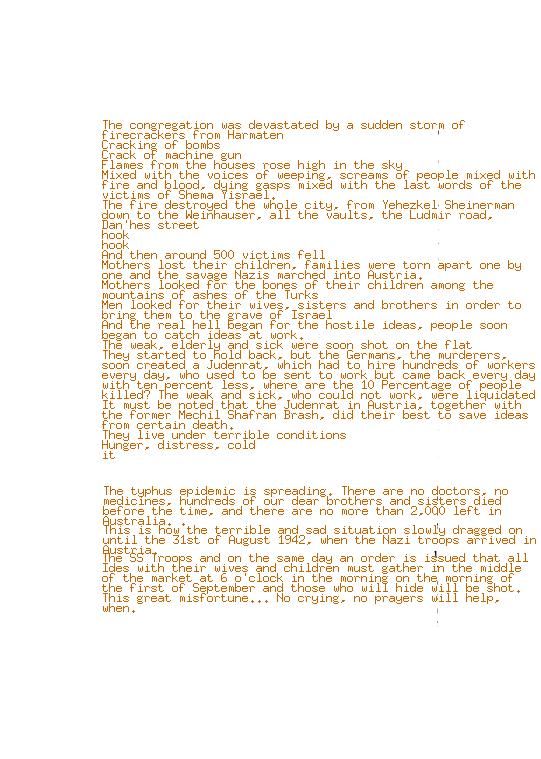 The congregation was devastated by a sudden storm of
firecrackers from Harmaten
Cracking of bombs
Crack of machine gun
Flames from the houses rose high in the sky
Mixed with the voices of weeping, screams of people mixed with
fire and blood, dying gasps mixed with the last words of the
victims of Shema Yisrael.
The fire destroyed the whole city, from Yehezkel Sheinerman
down to the Weinhauser, all the vaults, the Ludmir road,
Dan'hes street
hook
hook
And then around 500 victims fell
Mothers lost their children, families were torn apart one by
one and the savage Nazis marched into Austria.
Mothers looked for the bones of their children among the
mountains of ashes of the Turks
Men looked for their wives, sisters and brothers in order to
bring them to the grave of Israel
And the real hell began for the hostile ideas, people soon
began to catch ideas at work.
The weak, elderly and sick were soon shot on the flat
They started to hold back, but the Germans, the murderers,
soon created a Judenrat, which had to hire hundreds of workers
every day, who used to be sent to work but came back every day
with ten percent less, where are the 10 Percentage of people
killed? The weak and sick, who could not work, were liquidated
It must be noted that the Judenrat in Austria, together with
the former Mechil Shafran Brash, did their best to save ideas
from certain death.
They live under terrible conditions
Hunger, distress, cold
it
The typhus epidemic is spreading. There are no doctors, no
medicines, hundreds of our dear brothers and sisters died
before the time, and there are no more than 2,000 left in
Australia. .
This is how the terrible and sad situation slowly dragged on
until the 31st of August 1942, when the Nazi troops arrived in
Austria.
The SS Troops and on the same day an order is issued that all
Ides with their wives and children must gather in the middle
of the market at 6 o'clock in the morning on the morning of
the first of September and those who will hide will be shot.
This great misfortune... No crying, no prayers will help,
when.